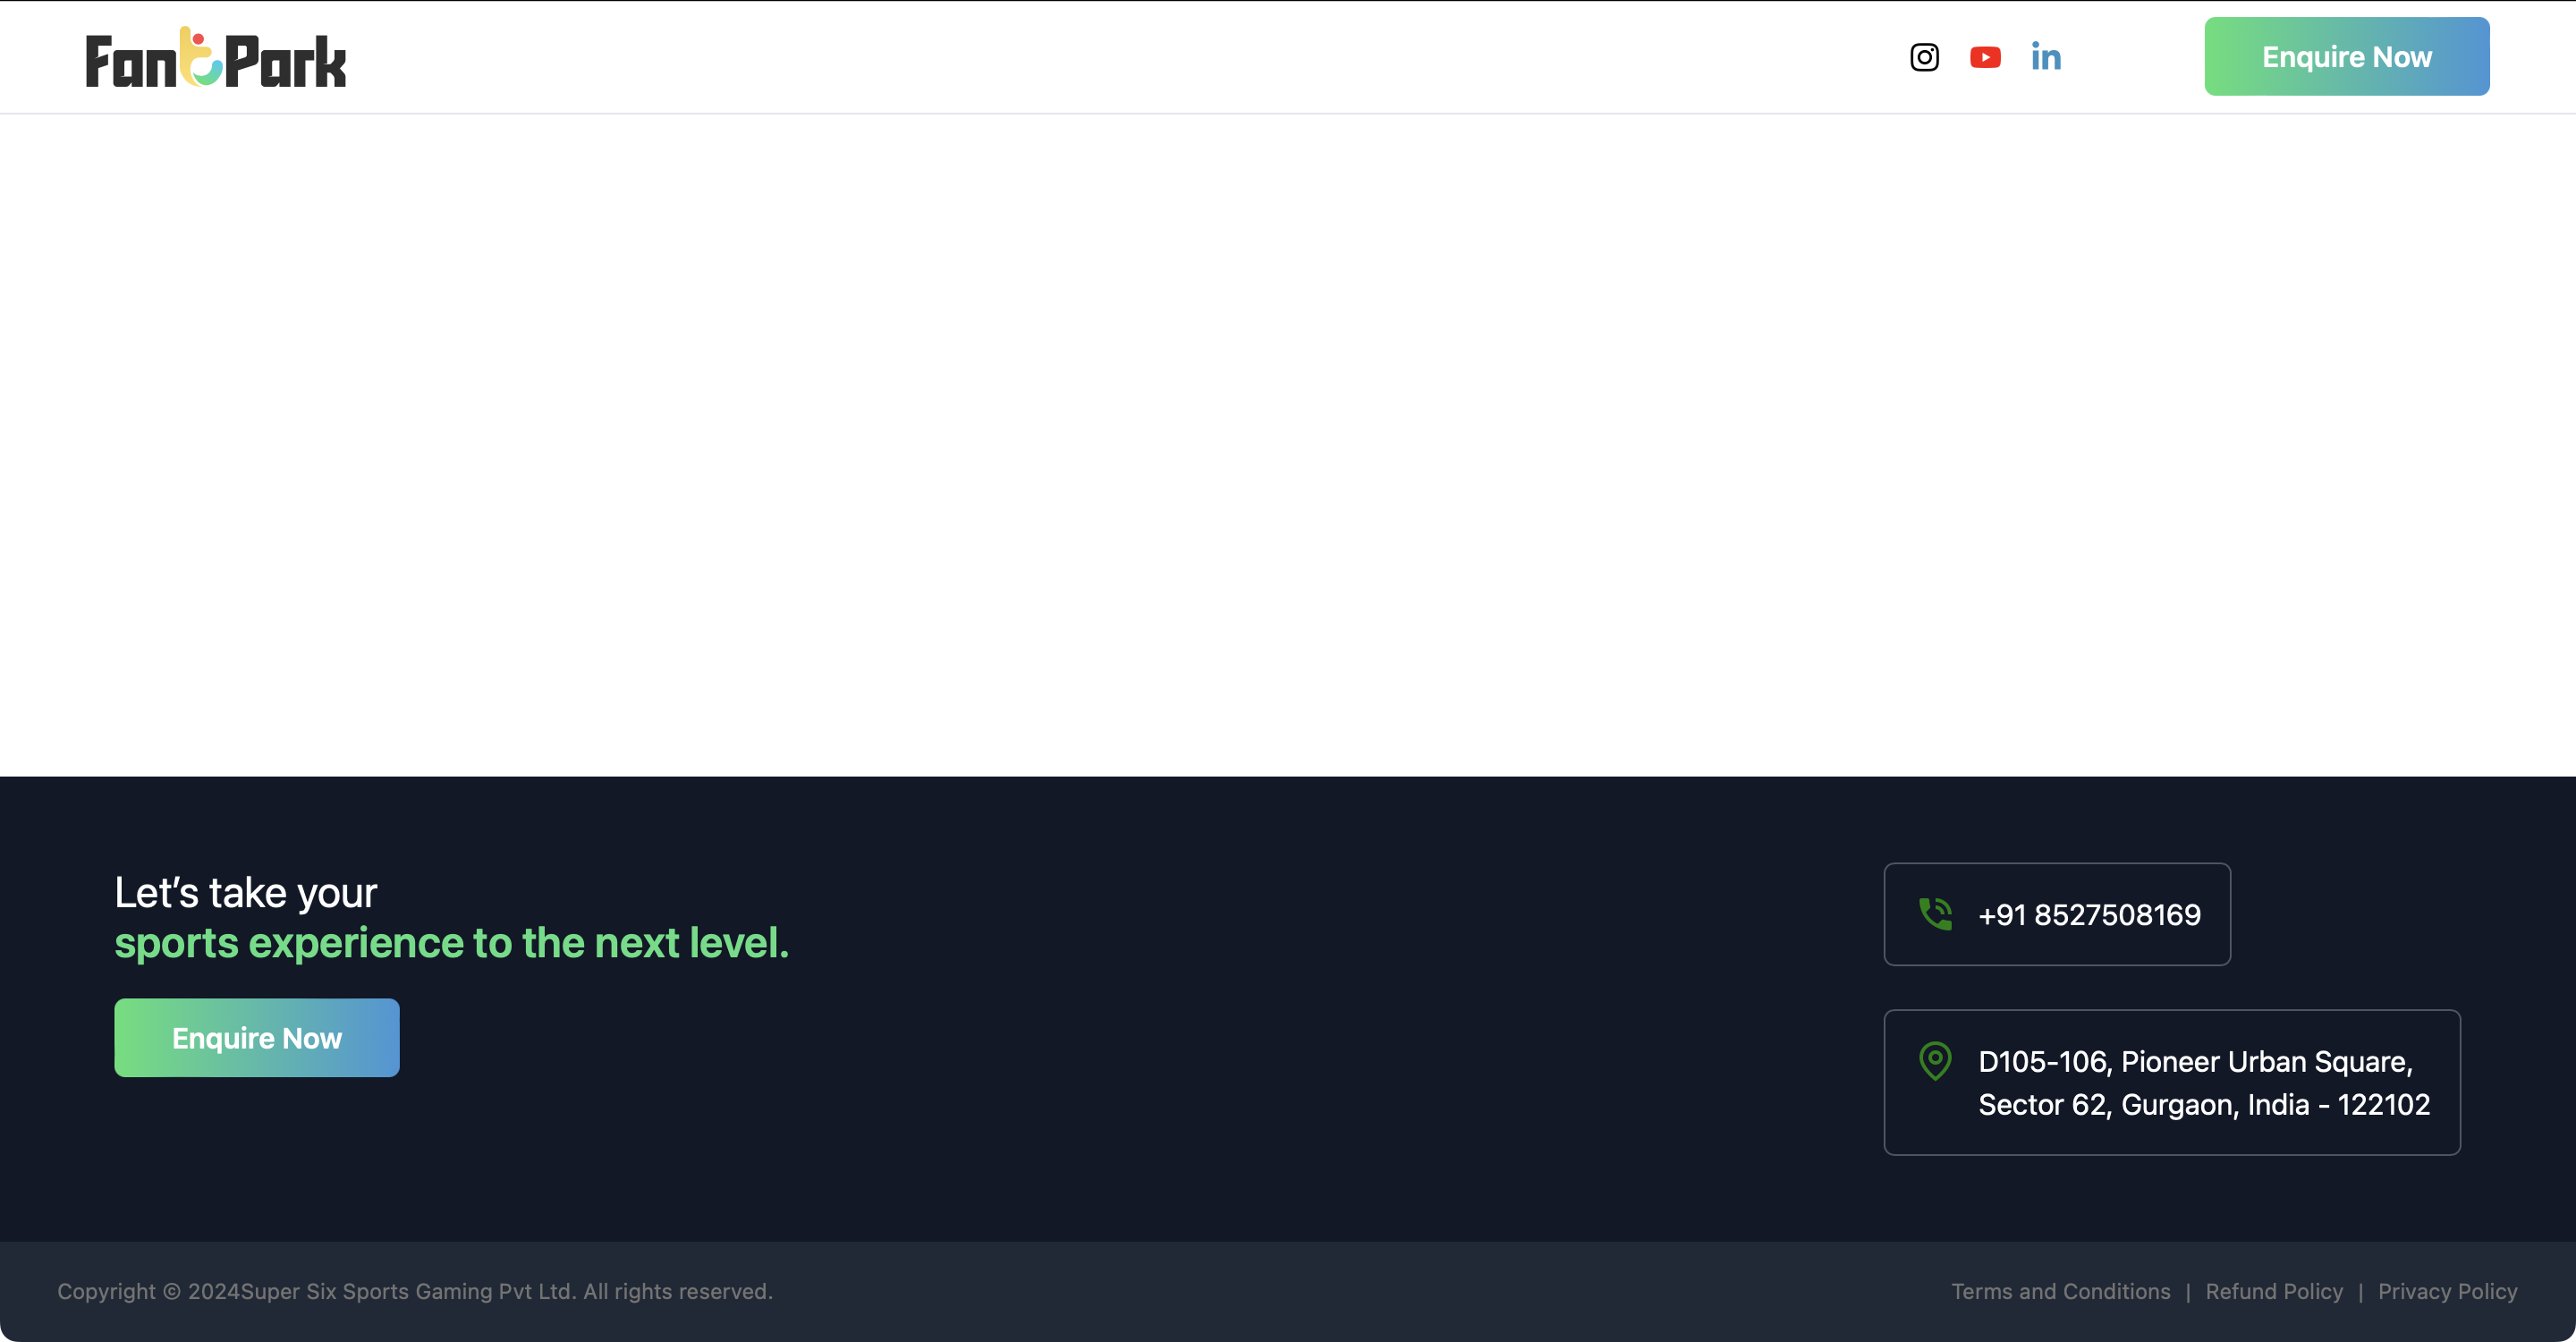 FantPark
Enquire Now
Let’s take your
sports experience to the next level.
Enquire Now
+91 8527508169
D105-106, Pioneer Urban Square,
Sector 62, Gurgaon, India - 122102
Copyright © 2024Super Six Sports Gaming Pvt Ltd. All rights reserved.
Terms and Conditions | Refund Policy | Privacy Policy